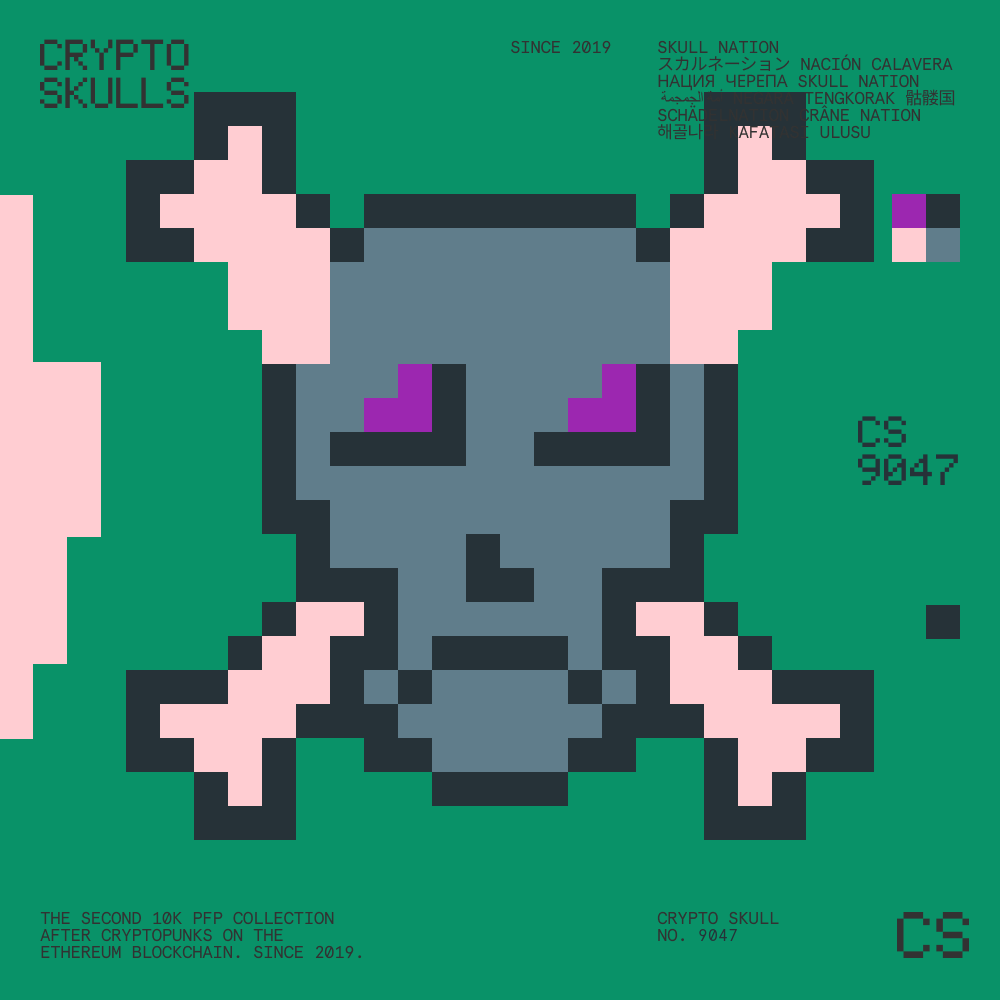 CRYPTO
SKULLS
SINCE 2019
SKULL NATION
スカルネーション NACIÓN CALAVERA
НАЦИЯ ЧЕРЕПА SKULL NATION
TENGKORAK 骷髅国
CRÂNE NATION
해골 ULUSU
CS
9047
THE SECOND 10K PFP COLLECTION
AFTER CRYPTOPUNKS ON THE
ETHEREUM BLOCKCHAIN. SINCE 2019.
CRYPTO SKULL
NO. 9047
CS